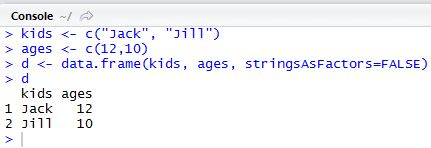 Console ~/
> kids <- c("Jack", "Jill")
> ages <- c(12,10)
> d <- data.frame(kids, ages, stringsAsFactors=FALSE)
> d
  kids ages
1 Jack   12
2 Jill   10
>